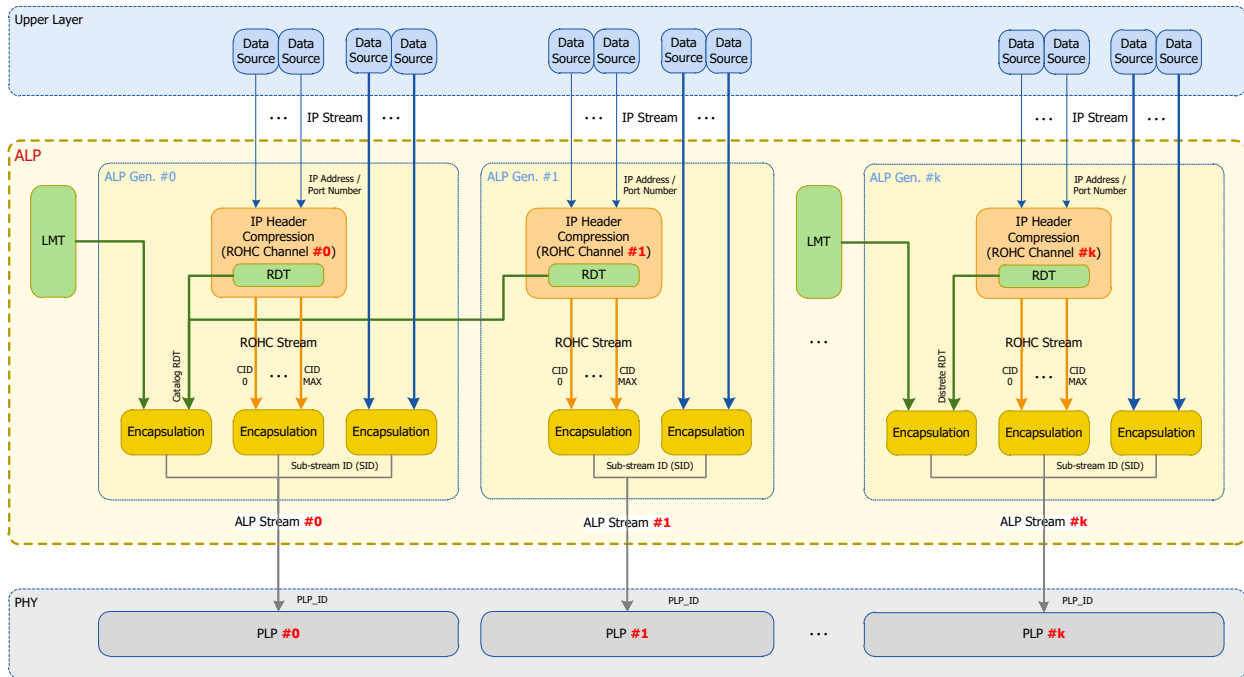 Upper Layer
Data
Source
Data
Source
Data
Source
Data
Source
Data
Source
Data
Source
Data
Source
Data
Source
Data
Source
Data
Source
Data
Source
Data
Source
... IP Stream ...
... IP Stream ...
... IP Stream ...
ALP
ALP Gen. #0
IP Address /
Port Number
ALP Gen. #1
IP Address /
Port Number
ALP Gen. #k
IP Address /
Port Number
LMT
IP Header
Compression
(ROHC Channel #0)
RDT
IP Header
Compression
(ROHC Channel #1)
RDT
LMT
IP Header
Compression
(ROHC Channel #k)
RDT
...
Catalog RDT
ROHC Stream
CID
0
...
CID
MAX
ROHC Stream
CID
0
...
CID
MAX
Distrete RDT
ROHC Stream
CID
0
...
CID
MAX
Encapsulation
Encapsulation
Encapsulation
Encapsulation
Encapsulation
Encapsulation
Encapsulation
Encapsulation
Sub-stream ID (SID)
Sub-stream ID (SID)
Sub-stream ID (SID)
ALP Stream #0
ALP Stream #1
ALP Stream #k
PHY
PLP_ID
PLP_ID
PLP_ID
PLP #0
PLP #1
...
PLP #k